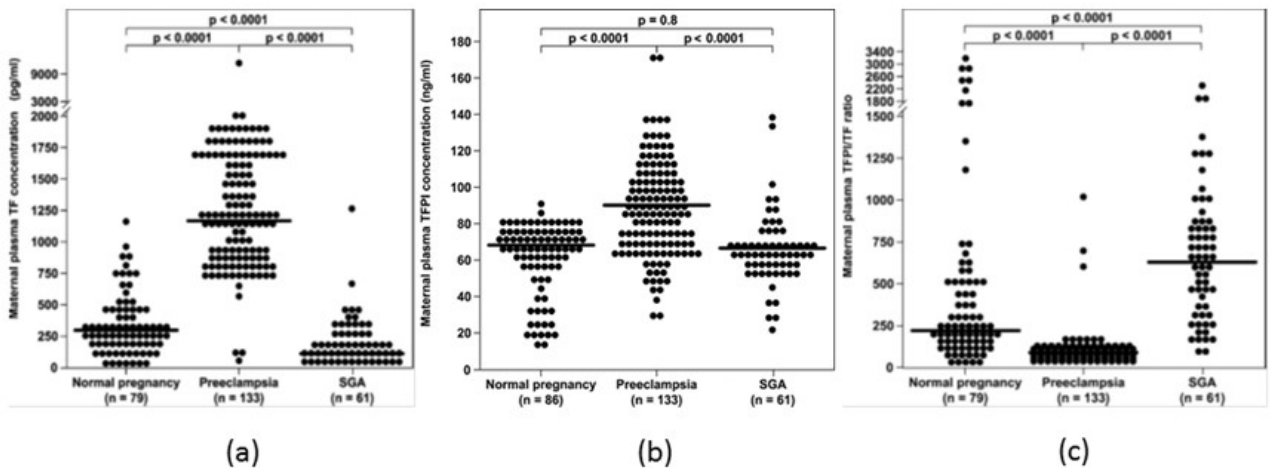 p < 0.0001
p < 0.0001 p < 0.0001
Maternal plasma TF concentration (pg/ml)
9000
3000
2000
1750
1500
1250
1000
750
500
250
0
Normal pregnancy Preeclampsia SGA
(n = 79) (n = 133) (n = 61)
(a)
p = 0.8
p < 0.0001 p < 0.0001
Maternal plasma TFPI concentration (ng/ml)
180
160
140
120
100
80
60
40
20
0
Normal pregnancy Preeclampsia SGA
(n = 86) (n = 133) (n = 61)
(b)
p < 0.0001
p < 0.0001 p < 0.0001
Maternal plasma TFPI/TF ratio
3400
3000
2600
2200
1800
1500
1250
1000
750
500
250
0
Normal pregnancy Preeclampsia SGA
(n = 79) (n = 133) (n = 61)
(c)